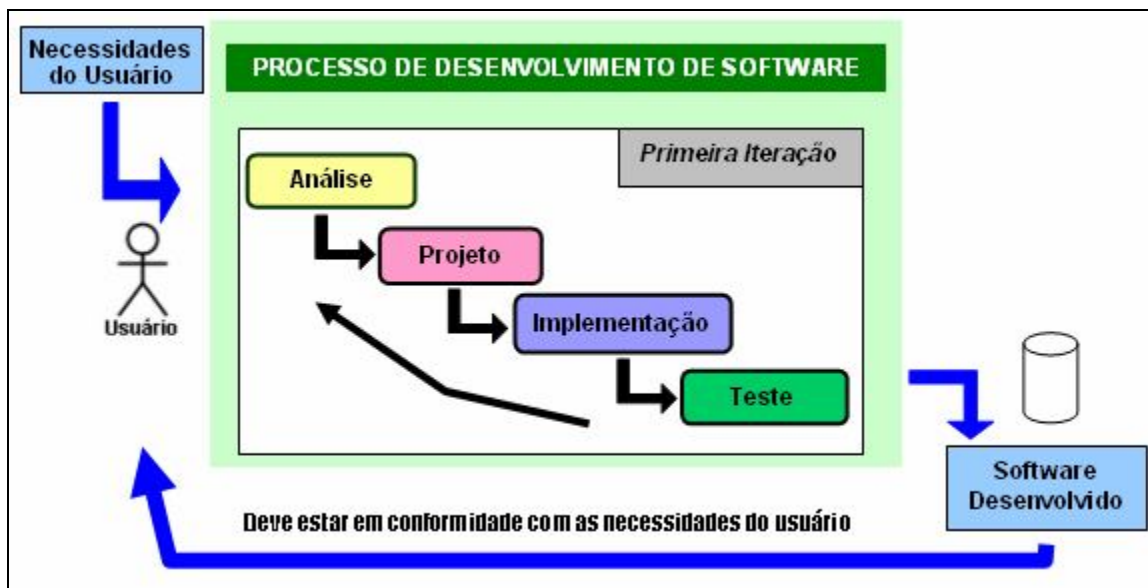 Necessidades
do Usuário
PROCESSO DE DESENVOLVIMENTO DE SOFTWARE
Primeira Iteração
Análise
Projeto
Implementação
Teste
Usuário
Software
Desenvolvido
Deve estar em conformidade com as necessidades do usuário